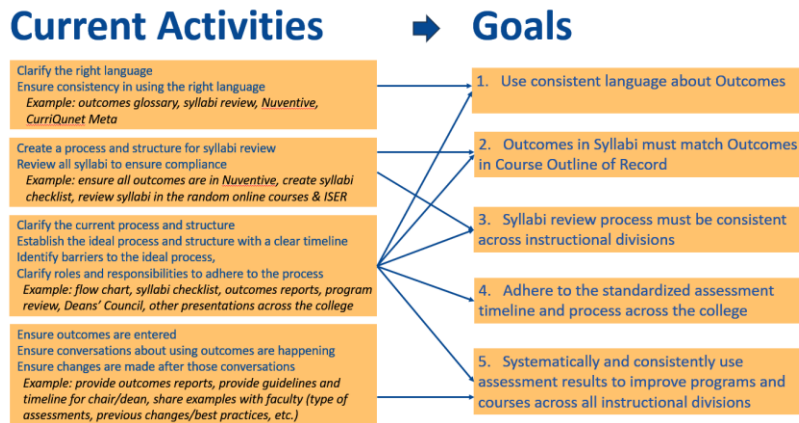 Current Activities
Goals
Clarify the right language
Ensure consistency in using the right language
Example: outcomes glossary, syllabi review, Nuventive,
CurriQunet Meta
Create a process and structure for syllabi review
Review all syllabi to ensure compliance
Example: ensure all outcomes are in Nuventive, create syllabi
checklist, review syllabi in the random online courses & ISER
Clarify the current process and structure
Establish the ideal process and structure with a clear timeline
Identify barriers to the ideal process,
Clarify roles and responsibilities to adhere to the process
Example: flow chart, syllabi checklist, outcomes reports, program
review, Deans’ Council, other presentations across the college
Ensure outcomes are entered
Ensure conversations about using outcomes are happening
Ensure changes are made after those conversations
Example: provide outcomes reports, provide guidelines and
timeline for chair/dean, share examples with faculty (type of
assessments, previous changes/best practices, etc.)
1. Use consistent language about Outcomes
2. Outcomes in Syllabi must match Outcomes
in Course Outline of Record
3. Syllabi review process must be consistent
across instructional divisions
4. Adhere to the standardized assessment
timeline and process across the college
5. Systematically and consistently use
assessment results to improve programs and
courses across all instructional divisions